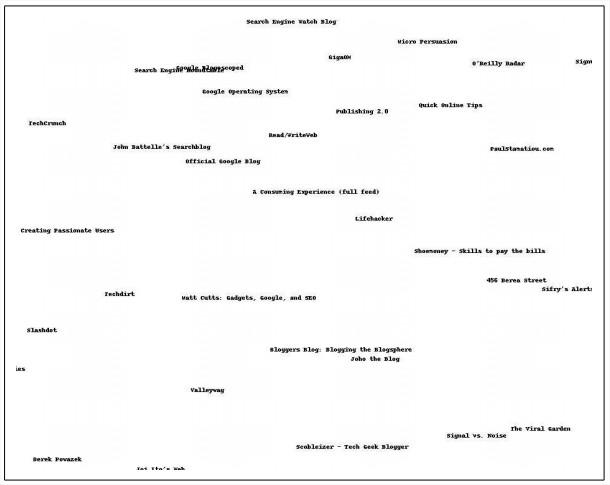 Search Engine Watch Blog
Micro Persuasion
GigaOM
O'Reilly Radar
Sign
Google Blogoscoped
Search Engine Roundtable
Google Operating System
Quick Online Tips
Publishing 2.0
TechCrunch
Read/WriteWeb
John Battelle's Searchblog
PaulStamatiou.com
Official Google Blog
A Consuming Experience (full feed)
Lifehacker
Creating Passionate Users
Shoemoney - Skills to pay the bills
456 Berea Street
Sifry's Alerts
Techdirt
Matt Cutts: Gadgets, Google, and SEO
Slashdot
Bloggers Blog: Blogging the Blogsphere
Joho the Blog
ies
Valleywag
The Viral Garden
Signal vs. Noise
Scobleizer - Tech Geek Blogger
Derek Powazek
Joi Ito's Web